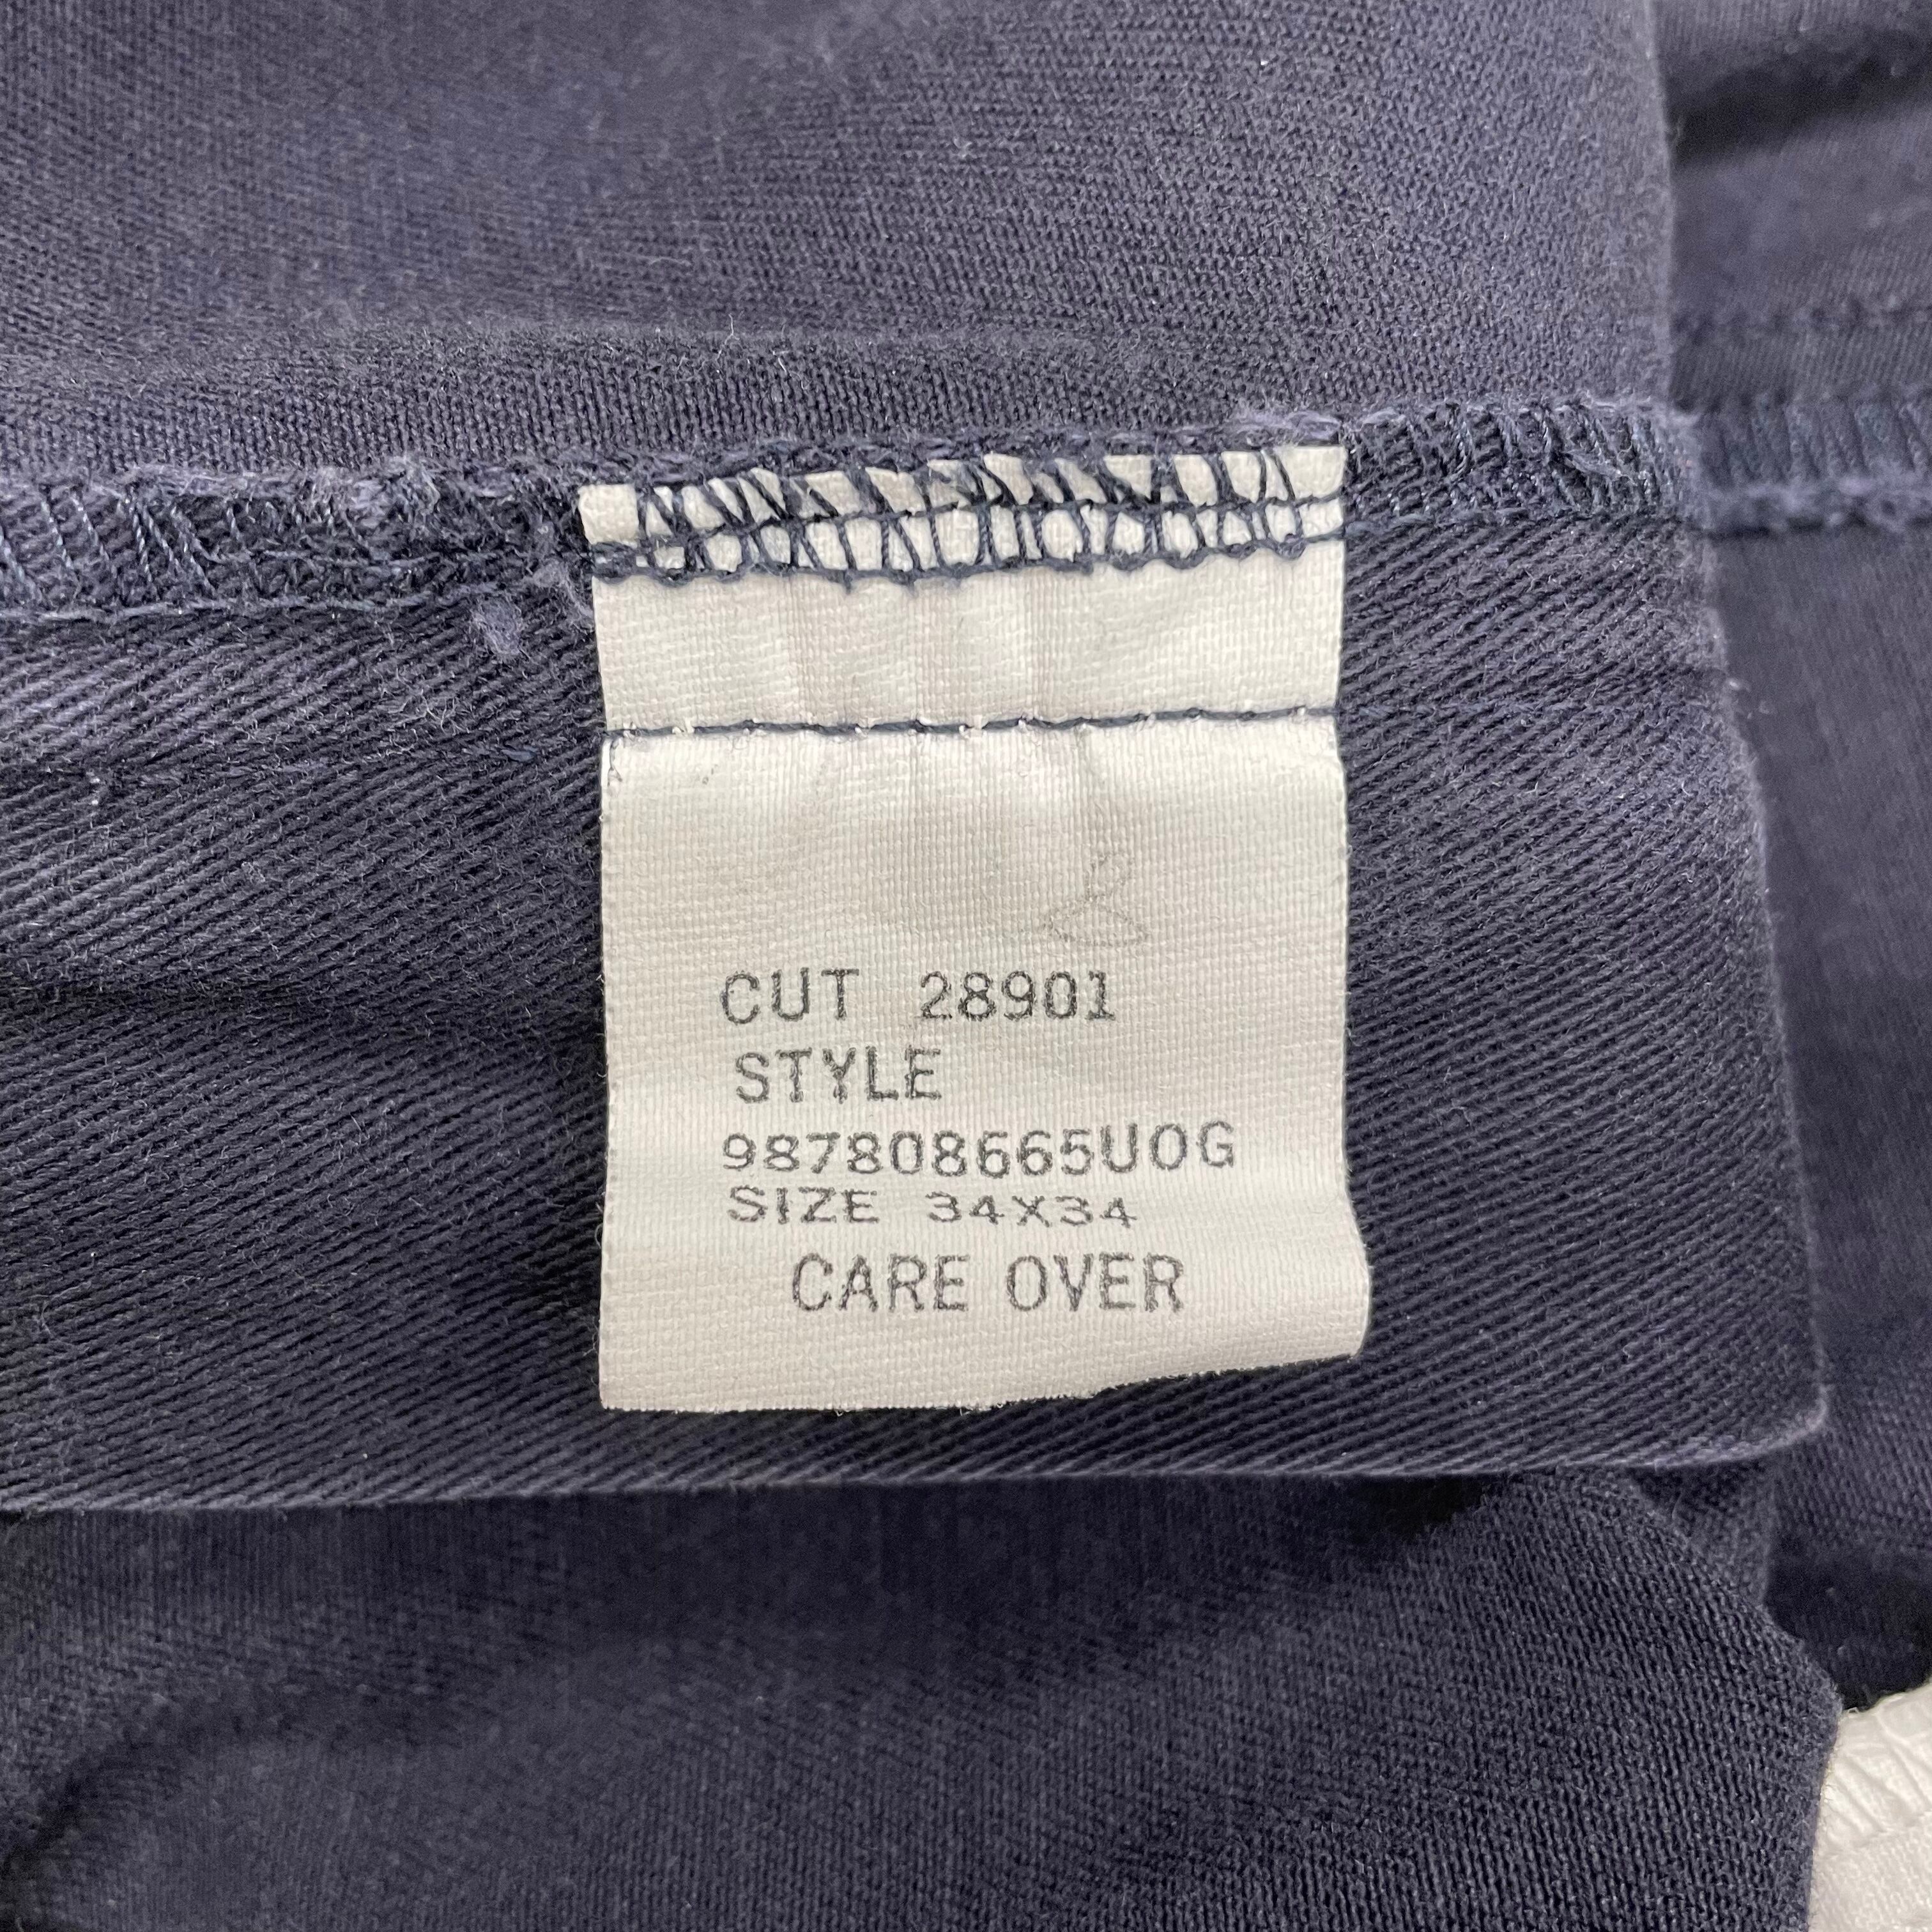 CUT 28901
STYLE
987808665UOG
SIZE 34X34
CARE OVER